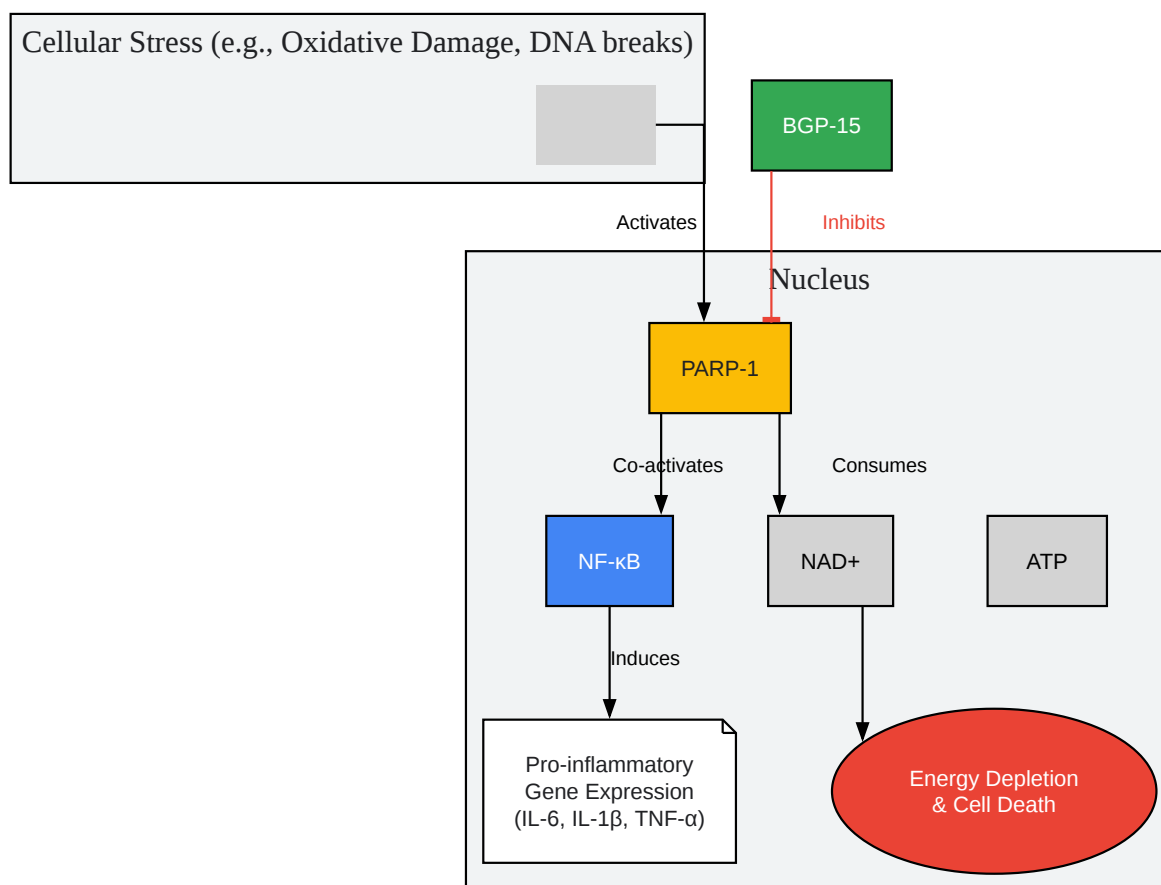 Cellular Stress (e.g., Oxidative Damage, DNA breaks)
BGP-15
Activates
Inhibits
Nucleus
PARP-1
Co-activates
Consumes
NF-κB
NAD+
ATP
Induces
Pro-inflammatory
Gene Expression
(IL-6, IL-1β, TNF-α)
Energy Depletion
& Cell Death